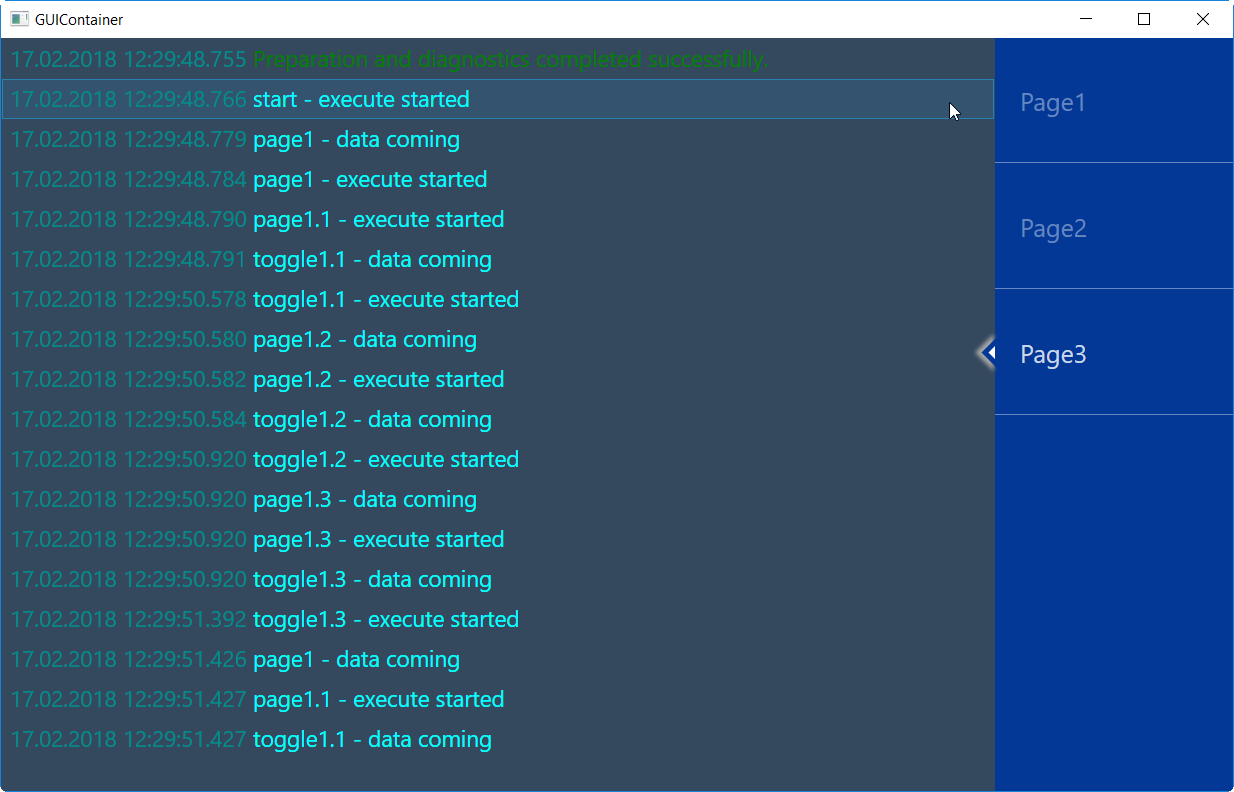 GUIContainer
17.02.2018 12:29:48.755 Preparation and diagnostics completed successfully.
17.02.2018 12:29:48.766 start - execute started
17.02.2018 12:29:48.779 page1 - data coming
17.02.2018 12:29:48.784 page1 - execute started
17.02.2018 12:29:48.790 page1.1 - execute started
17.02.2018 12:29:48.791 toggle1.1 - data coming
17.02.2018 12:29:50.578 toggle1.1 - execute started
17.02.2018 12:29:50.580 page1.2 - data coming
17.02.2018 12:29:50.582 page1.2 - execute started
17.02.2018 12:29:50.584 toggle1.2 - data coming
17.02.2018 12:29:50.920 toggle1.2 - execute started
17.02.2018 12:29:50.920 page1.3 - data coming
17.02.2018 12:29:50.920 page1.3 - execute started
17.02.2018 12:29:50.920 toggle1.3 - data coming
17.02.2018 12:29:51.392 toggle1.3 - execute started
17.02.2018 12:29:51.426 page1 - data coming
17.02.2018 12:29:51.427 page1.1 - execute started
17.02.2018 12:29:51.427 toggle1.1 - data coming
Page1
Page2
Page3